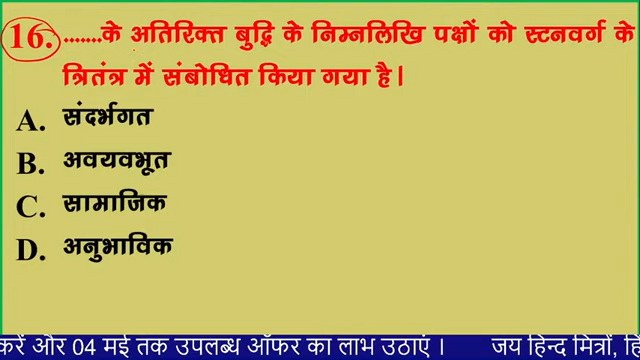 16. .......के अतिरिक्त बुद्धि के निम्नलिखि पक्षों को स्टनवर्ग के
त्रितंत्र में संबोधित किया गया है।
A. संदर्भगत
B. अवयवभूत
C. सामाजिक
D. अनुभाविक
करें और 04 मई तक उपलब्ध ऑफर का लाभ उठाएं । जय हिन्द मित्रों, हि